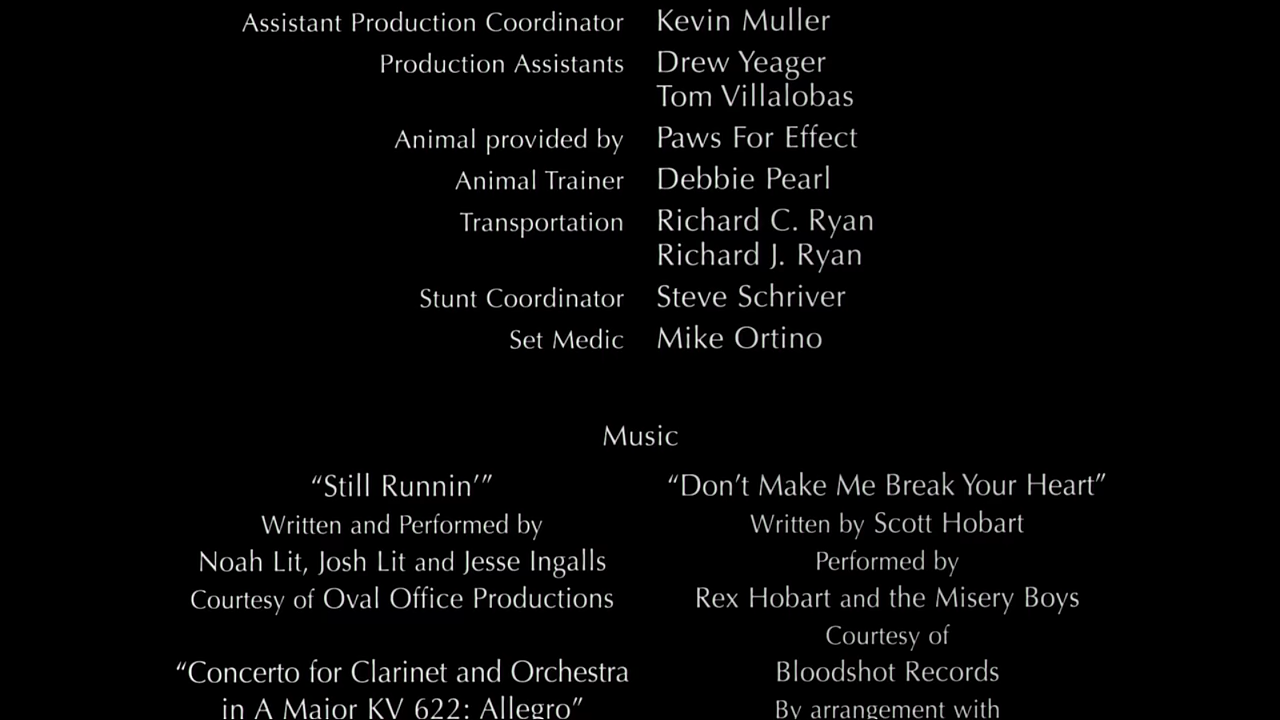 Assistant Production Coordinator Kevin Muller
Production Assistants Drew Yeager
Tom Villalobas
Animal provided by Paws For Effect
Animal Trainer Debbie Pearl
Transportation Richard C. Ryan
Richard J. Ryan
Stunt Coordinator Steve Schriver
Set Medic Mike Ortino
Music
“Still Runnin’”
Written and Performed by
Noah Lit, Josh Lit and Jesse Ingalls
Courtesy of Oval Office Productions
“Concerto for Clarinet and Orchestra
in A Major KV 622: Allegro”
“Don’t Make Me Break Your Heart”
Written by Scott Hobart
Performed by
Rex Hobart and the Misery Boys
Courtesy of
Bloodshot Records
By arrangement with